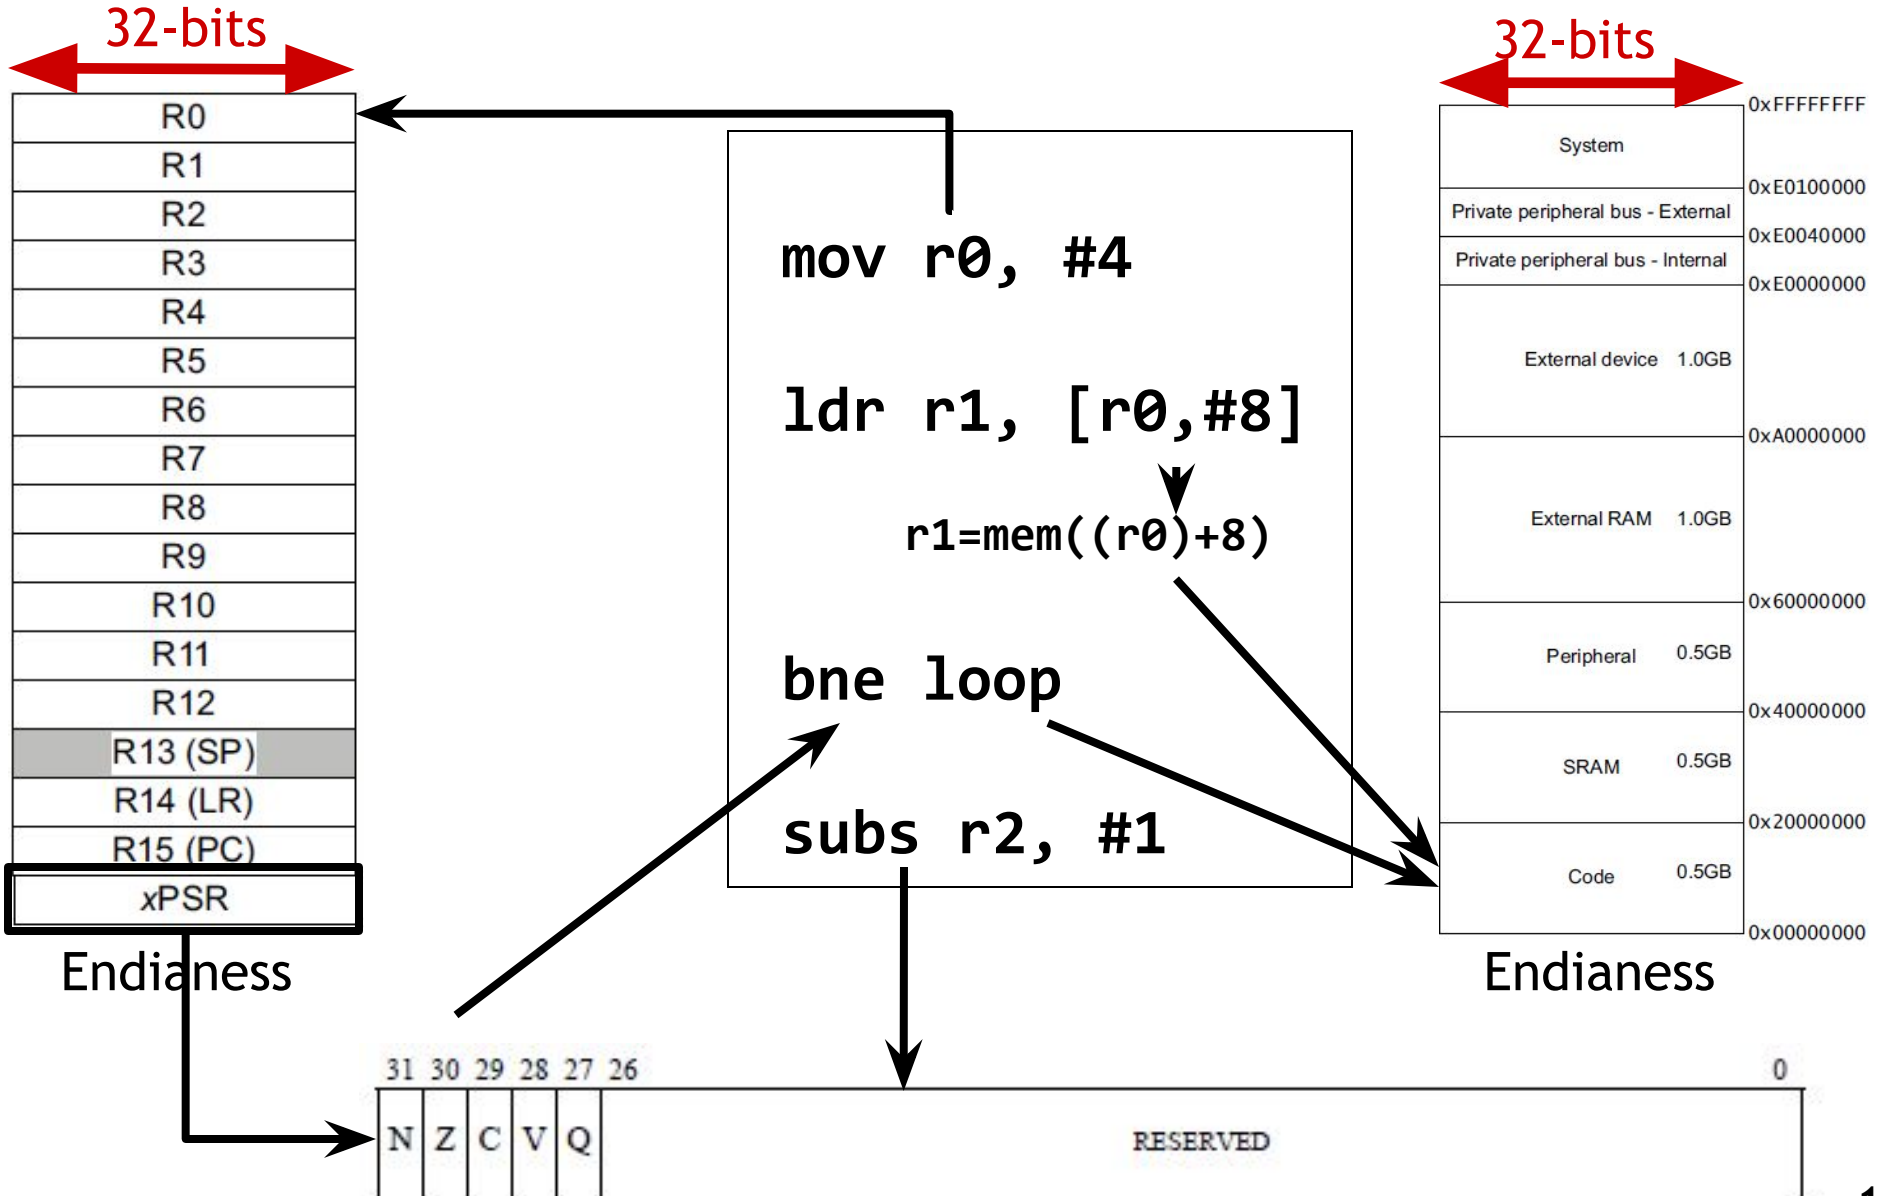 32-bits
R0
R1
R2
R3
R4
R5
R6
R7
R8
R9
R10
R11
R12
R13 (SP)
R14 (LR)
R15 (PC)
xPSR
Endianess
mov r0, #4
ldr r1, [r0,#8]
r1=mem((r0)+8)
bne loop
subs r2, #1
32-bits
0xFFFFFFFF
System
0xE0100000
Private peripheral bus - External
0xE0040000
Private peripheral bus - Internal
0xE0000000
External device 1.0GB
0xA0000000
External RAM 1.0GB
0x60000000
Peripheral 0.5GB
0x40000000
SRAM 0.5GB
0x20000000
Code 0.5GB
0x00000000
Endianess
31 30 29 28 27 26 0
N Z C V Q RESERVED